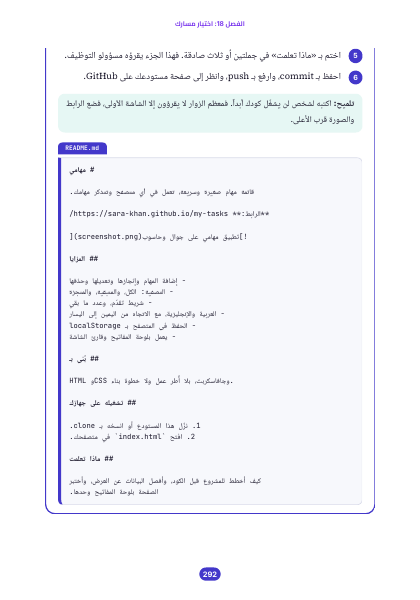 الفصل 18: اختيار مسارك
5 اختم بـ «ماذا تعلمت» في جملتين أو ثلاث صادقة. فهذا الجزء يقرؤه مسؤولو التوظيف.
6 احفظ بـ commit، وارفع بـ push، وانظر إلى صفحة مستودعك على GitHub.
تلميح: اكتبه لشخص لن يشغّل كودك أبداً. فمعظم الزوار لا يقرؤون إلا الشاشة الأولى، فضع الرابط
والصورة قرب الأعلى.
README.md
# مهامي
قائمة مهام صغيرة وسريعة، تعمل في أي متصفح وتتذكر مهامك.
**الرابط:** https://sara-khan.github.io/my-tasks/
![تطبيق مهامي على جوال وحاسوب](screenshot.png)
## المزايا
- إضافة المهام وإنجازها وتعديلها وحذفها
- التصفية: الكل، والمتبقية، والمنجزة
- شريط تقدّم، وعدد ما بقي
- العربية والإنجليزية، مع الاتجاه من اليمين إلى اليسار
- الحفظ في المتصفح بـ localStorage
- يعمل بلوحة المفاتيح وقارئ الشاشة
## بُني بـ
HTML وCSS وجافاسكربت، بلا أُطر عمل ولا خطوة بناء.
## تشغيله على جهازك
1. نزّل هذا المستودع أو انسخه بـ clone.
2. افتح `index.html` في متصفحك.
## ماذا تعلمت
كيف أخطط للمشروع قبل الكود، وأفصل البيانات عن العرض، وأختبر
الصفحة بلوحة المفاتيح وحدها.
292